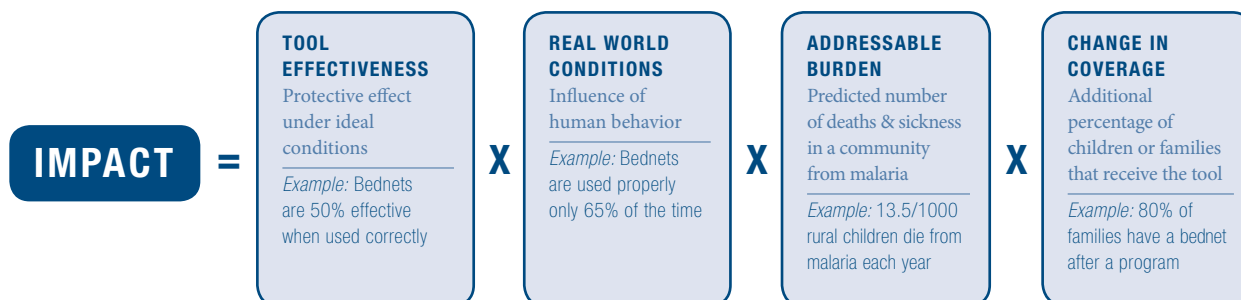 IMPACT
=
TOOL
EFFECTIVENESS
Protective effect
under ideal
conditions
Example: Bednets
are 50% effective
when used correctly
X
REAL WORLD
CONDITIONS
Influence of
human behavior
Example: Bednets
are used properly
only 65% of the time
X
ADDRESSABLE
BURDEN
Predicted number
of deaths & sickness
in a community
from malaria
Example: 13.5/1000
rural children die from
malaria each year
X
CHANGE IN
COVERAGE
Additional
percentage of
children or families
that receive the tool
Example: 80% of
families have a bednet
after a program